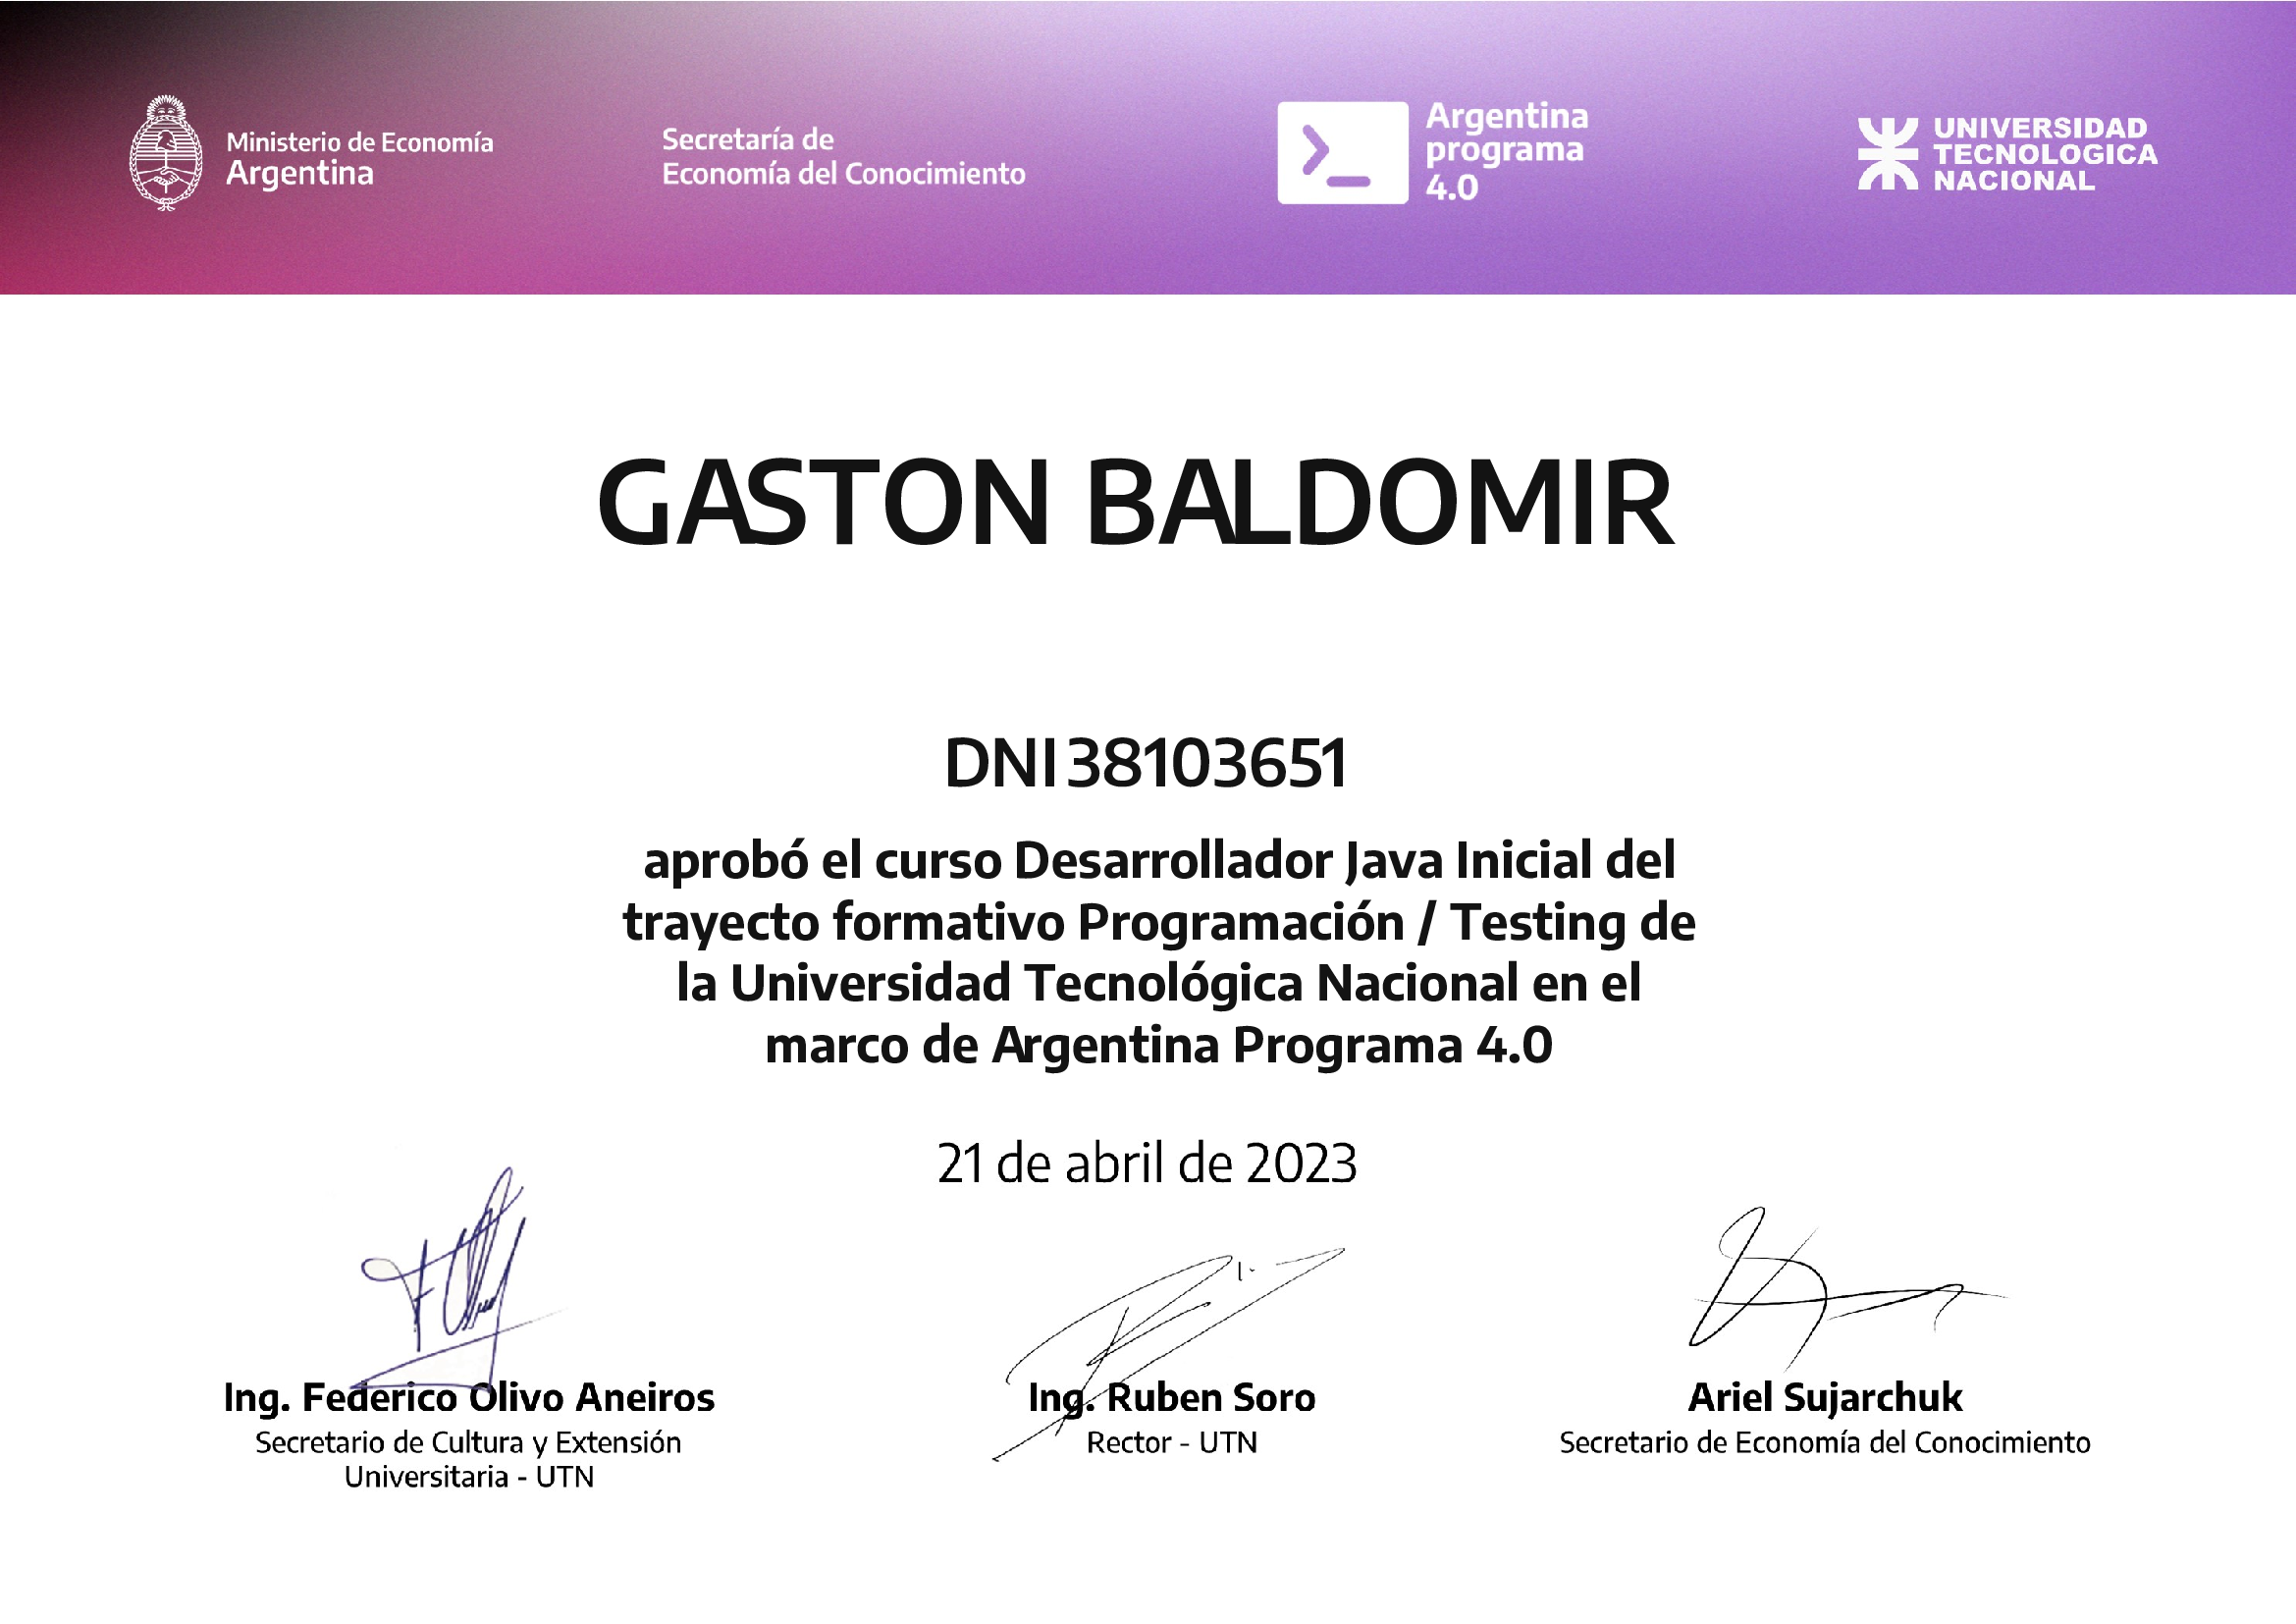 Ministerio de Economía
Argentina
Secretaría de
Economía del Conocimiento
Argentina
programa
4.0
UNIVERSIDAD
TECNOLOGICA
NACIONAL
GASTON BALDOMIR
DNI 38103651
aprobó el curso Desarrollador Java Inicial del
trayecto formativo Programación / Testing de
la Universidad Tecnológica Nacional en el
marco de Argentina Programa 4.0
21 de abril de 2023
Ing. Federico Olivo Aneiros
Secretario de Cultura y Extensión
Universitaria - UTN
Ing. Ruben Soro
Rector - UTN
Ariel Sujarchuk
Secretario de Economía del Conocimiento